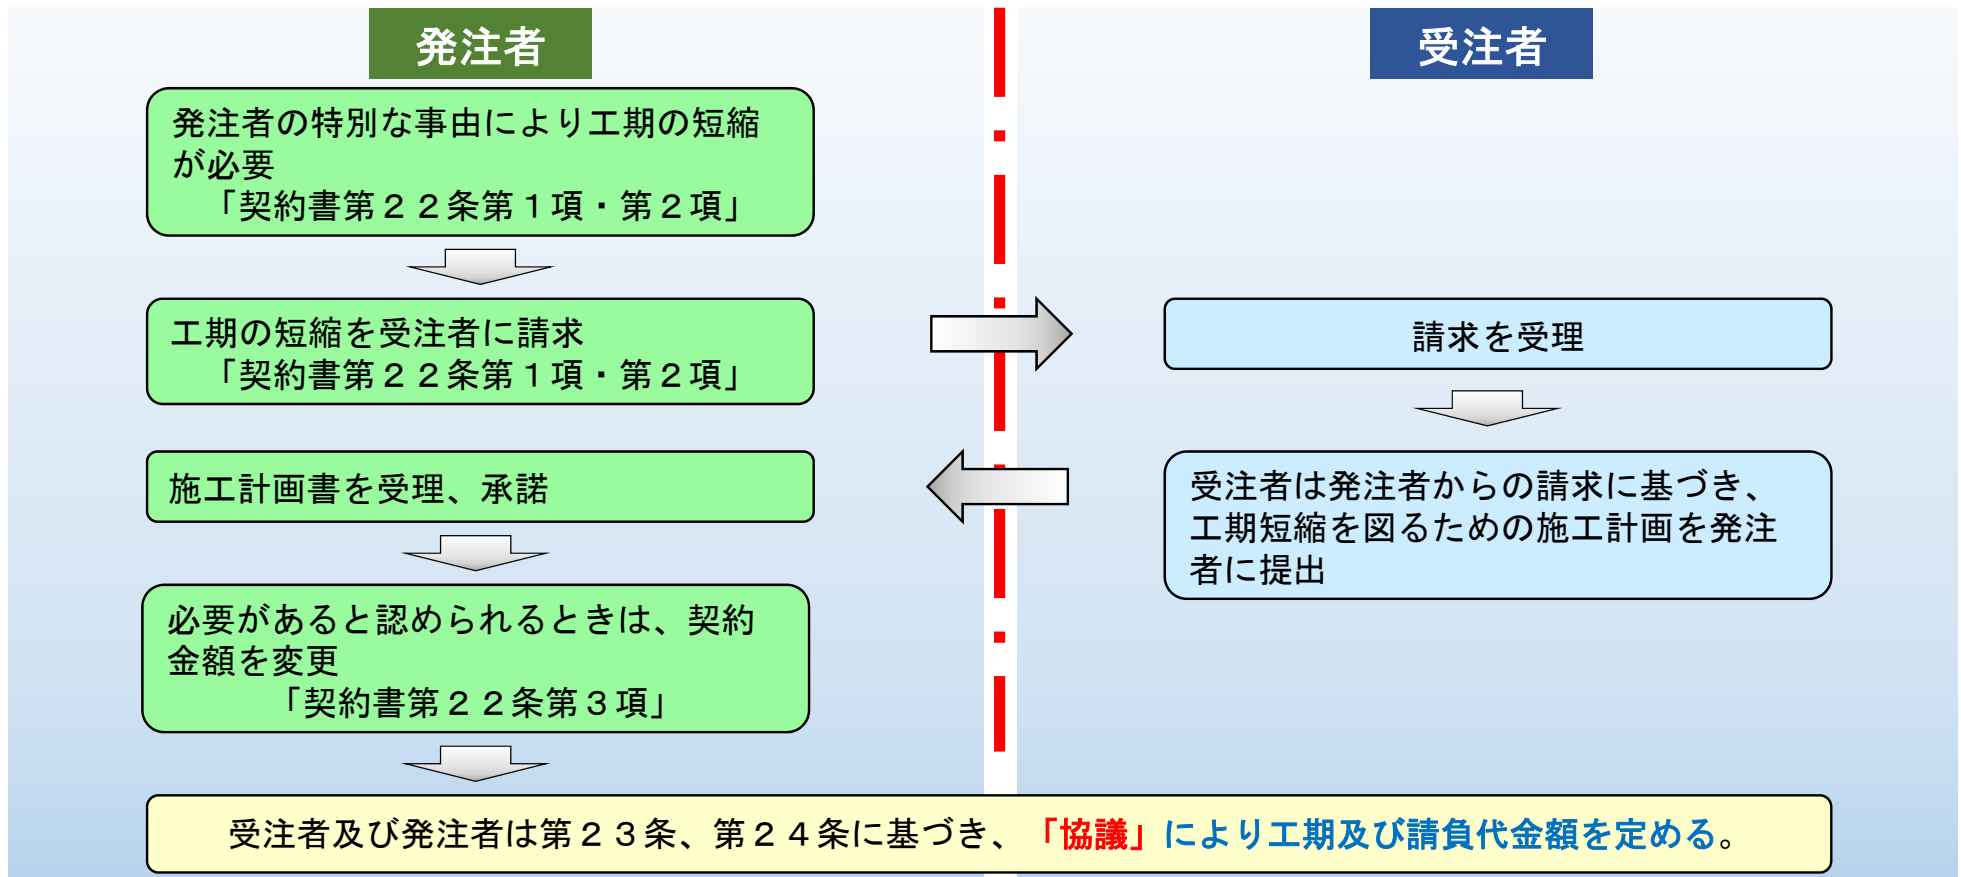 発注者
受注者
発注者の特別な事由により工期の短縮
が必要
「契約書第２２条第１項・第２項」
工期の短縮を受注者に請求
「契約書第２２条第１項・第２項」
請求を受理
受注者は発注者からの請求に基づき、
工期短縮を図るための施工計画を発注
者に提出
施工計画書を受理、承諾
必要があると認められるときは、契約
金額を変更
「契約書第２２条第３項」
受注者及び発注者は第２３条、第２４条に基づき、「協議」により工期及び請負代金額を定める。